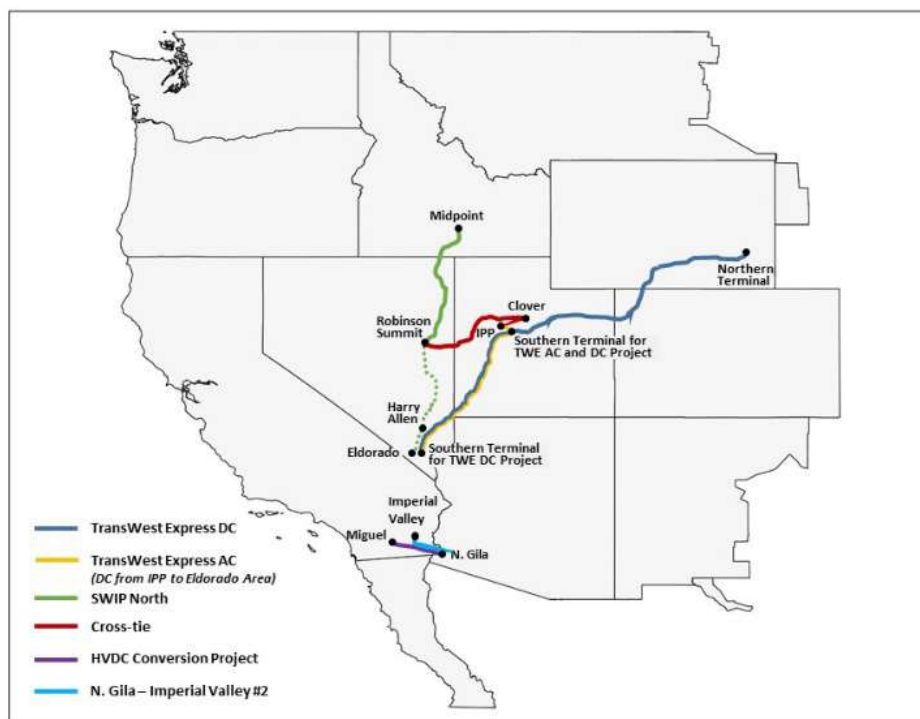 Midpoint
Northern
Terminal
Clover
Robinson
Summit
IPP
Southern Terminal for
TWE AC and DC Project
Harry
Allen
Eldorado
Southern Terminal
for TWE DC Project
Imperial
Valley
Miguel
N. Gila
TransWest Express DC
TransWest Express AC
(DC from IPP to Eldorado Area)
SWIP North
Cross-tie
HVDC Conversion Project
N. Gila – Imperial Valley #2